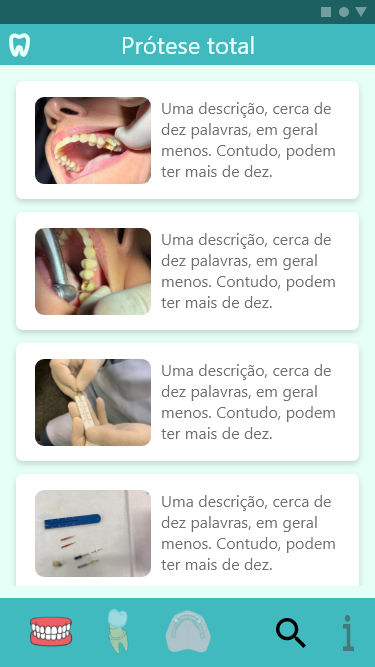 Prótese total
Uma descrição, cerca de
dez palavras, em geral
menos. Contudo, podem
ter mais de dez.
Uma descrição, cerca de
dez palavras, em geral
menos. Contudo, podem
ter mais de dez.
Uma descrição, cerca de
dez palavras, em geral
menos. Contudo, podem
ter mais de dez.
Uma descrição, cerca de
dez palavras, em geral
menos. Contudo, podem
ter mais de dez.